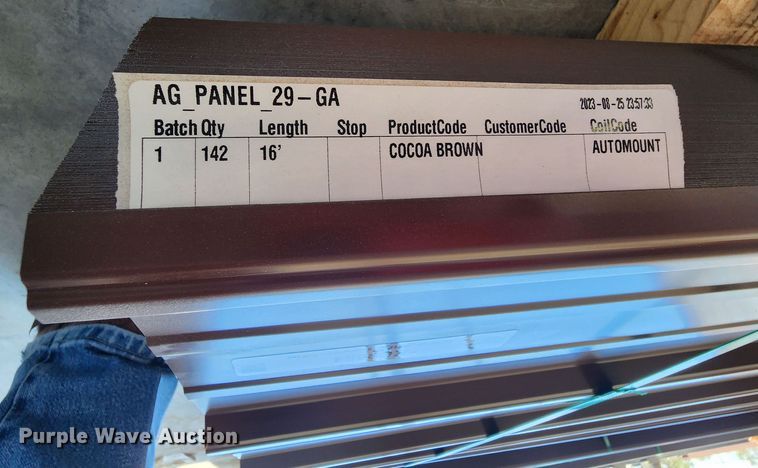 AG_PANEL_29-GA 2023-08-25 23:57:33
Batch Qty Length Stop ProductCode CustomerCode CoilCode
1 142 16' COCOA BROWN AUTOMOUNT
Purple Wave Auction